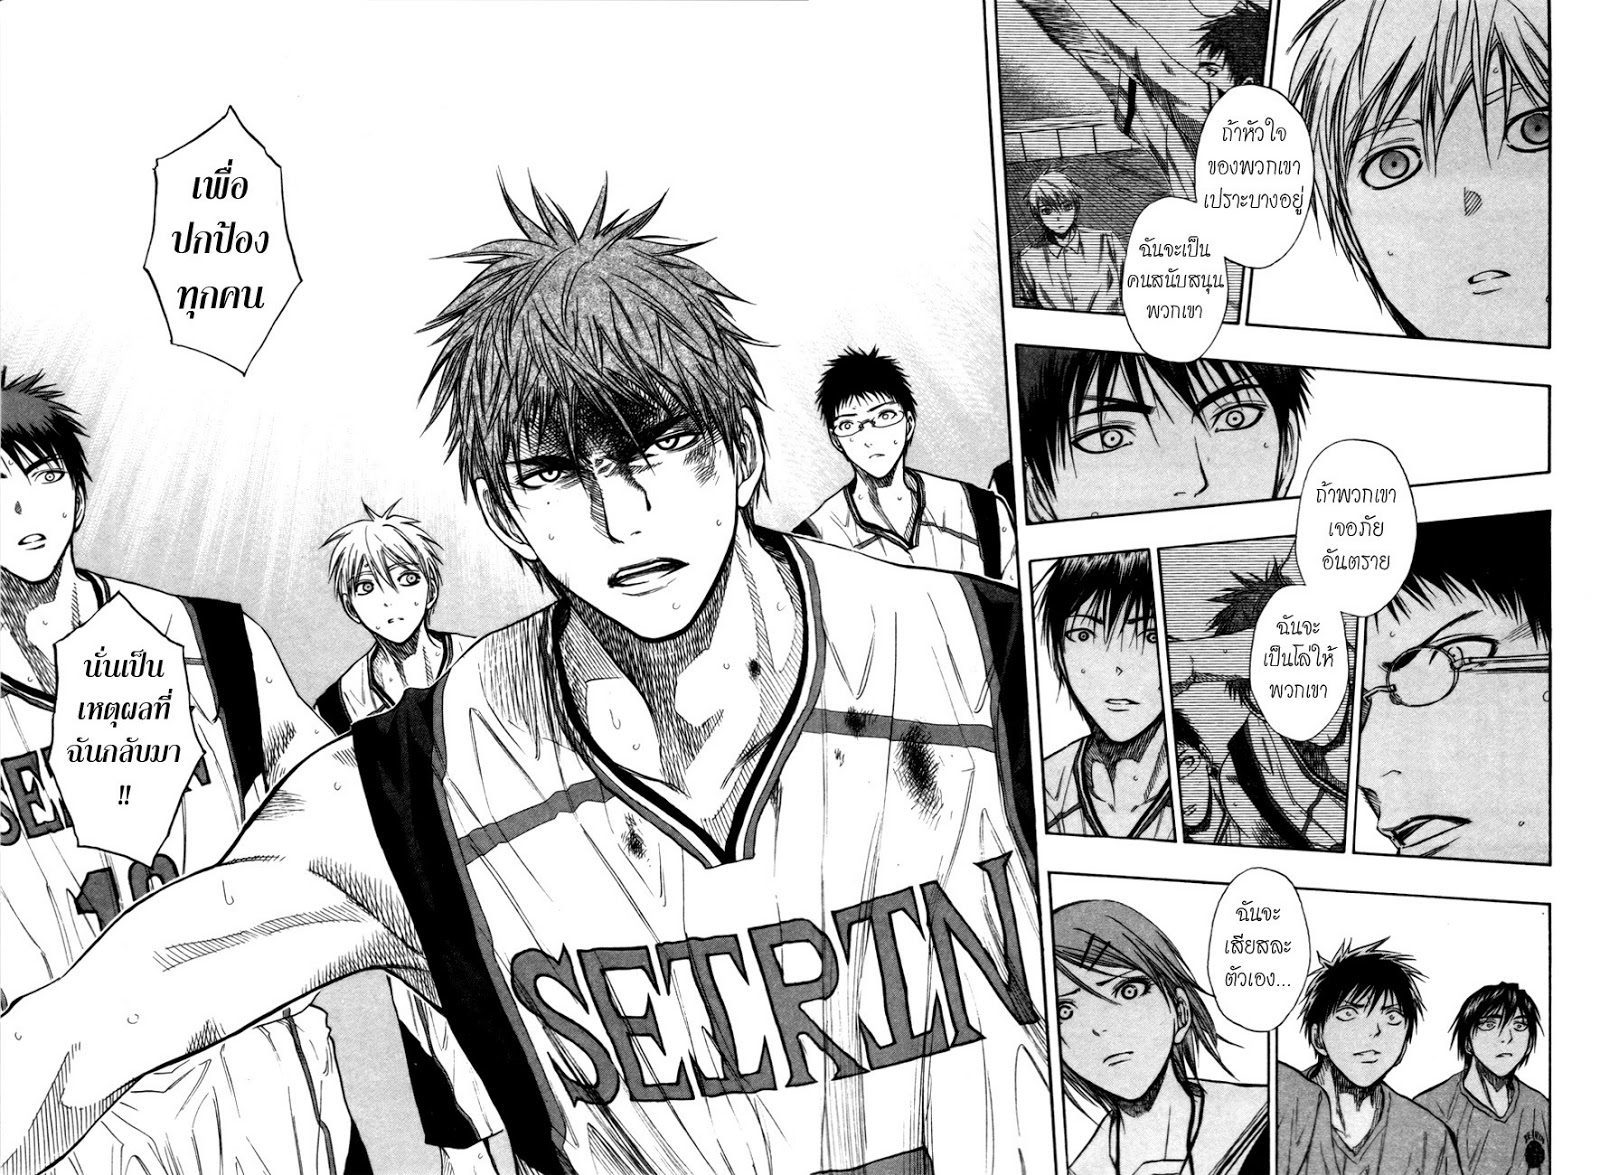 ถ้าหัวใจ
ของพวกเขา
เปราะบางอยู่
ฉันจะเป็น
คนสนับสนุน
พวกเขา
ถ้าพวกเขา
เจอภัย
อันตราย
ฉันจะ
เป็นโล่ให้
พวกเขา
ฉันจะ
เสียสละ
ตัวเอง...
เพื่อ
ปกป้อง
ทุกคน
นั่นเป็น
เหตุผลที่
ฉันกลับมา
!!
SEIRIN
SEI
10